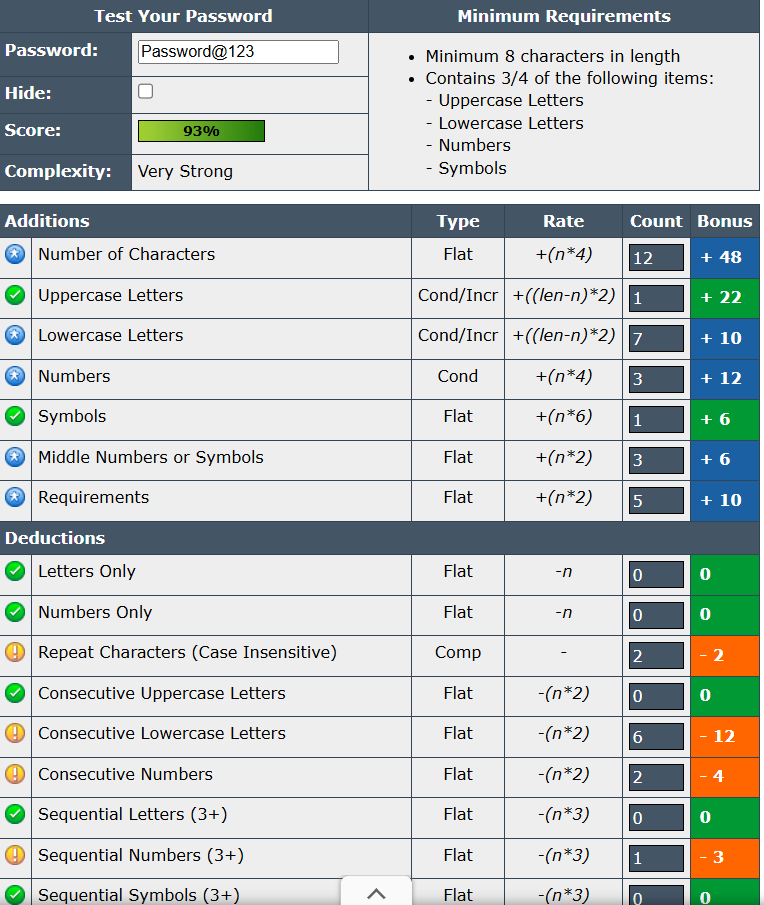 Test Your Password Minimum Requirements
Password: Password@123
Hide:
Score: 93%
Complexity: Very Strong
• Minimum 8 characters in length
• Contains 3/4 of the following items:
- Uppercase Letters
- Lowercase Letters
- Numbers
- Symbols
Additions Type Rate Count Bonus
Number of Characters Flat +(n*4) 12 + 48
Uppercase Letters Cond/Incr +((len-n)*2) 1 + 22
Lowercase Letters Cond/Incr +((len-n)*2) 7 + 10
Numbers Cond +(n*4) 3 + 12
Symbols Flat +(n*6) 1 + 6
Middle Numbers or Symbols Flat +(n*2) 3 + 6
Requirements Flat +(n*2) 5 + 10
Deductions
Letters Only Flat -n 0 0
Numbers Only Flat -n 0 0
Repeat Characters (Case Insensitive) Comp - 2 - 2
Consecutive Uppercase Letters Flat -(n*2) 0 0
Consecutive Lowercase Letters Flat -(n*2) 6 - 12
Consecutive Numbers Flat -(n*2) 2 - 4
Sequential Letters (3+) Flat -(n*3) 0 0
Sequential Numbers (3+) Flat -(n*3) 1 - 3
Sequential Symbols (3+) Flat -(n*3) 0 0